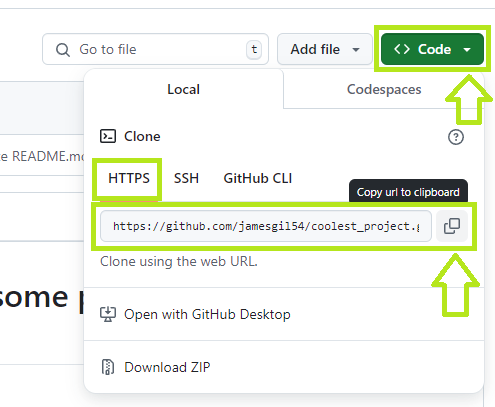 Go to file
t
Add file
<> Code
Local
Codespaces
Clone
HTTPS
SSH
GitHub CLI
Copy url to clipboard
https://github.com/jamesgil54/coolest_project.g
Clone using the web URL.
Open with GitHub Desktop
Download ZIP
README.m
some p